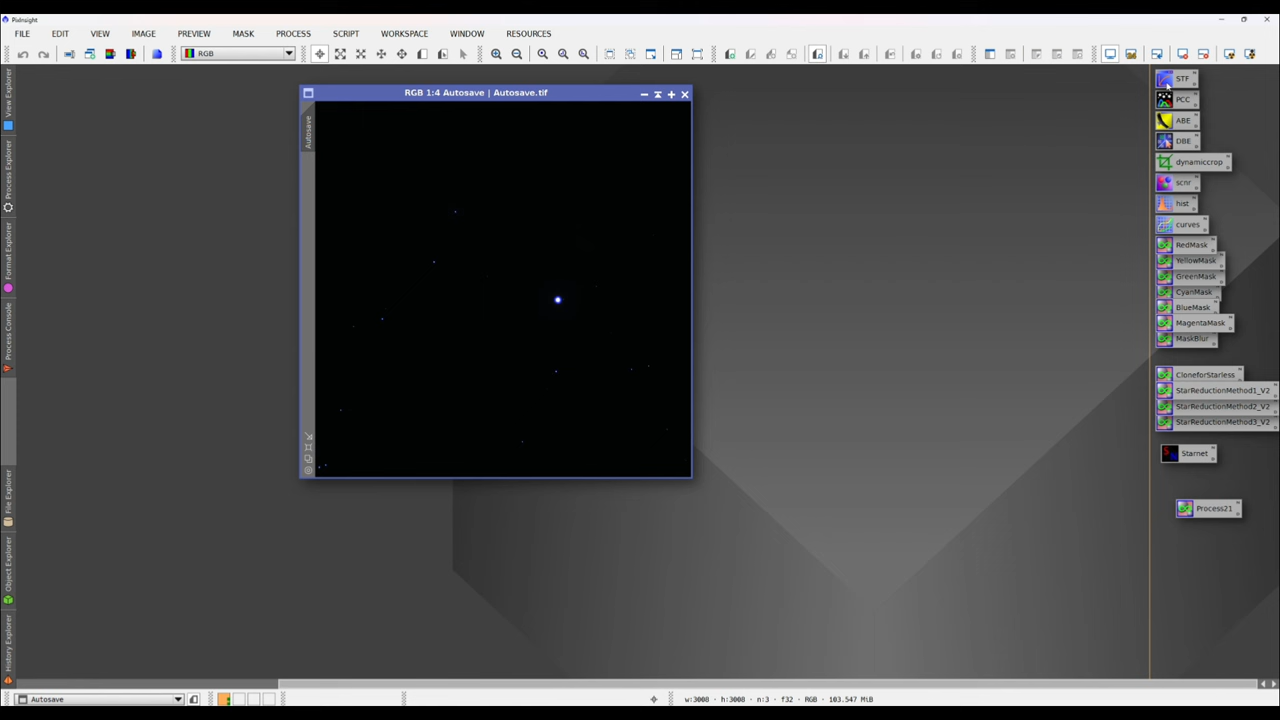 PixInsight
FILE EDIT VIEW IMAGE PREVIEW MASK PROCESS SCRIPT WORKSPACE WINDOW RESOURCES
RGB
View Explorer
Process Explorer
Format Explorer
Process Console
File Explorer
Object Explorer
History Explorer
RGB 1:4 Autosave | Autosave.tif
Autosave
STF
PCC
ABE
DBE
dynamiccrop
scnr
hist
curves
RedMask
YellowMask
GreenMask
CyanMask
BlueMask
MagentaMask
MaskBlur
CloneforStarless
StarReductionMethod1_V2
StarReductionMethod2_V2
StarReductionMethod3_V2
Starnet
Process21
Autosave
w:3008 · h:3008 · n:3 · f32 · RGB · 103.547 MiB